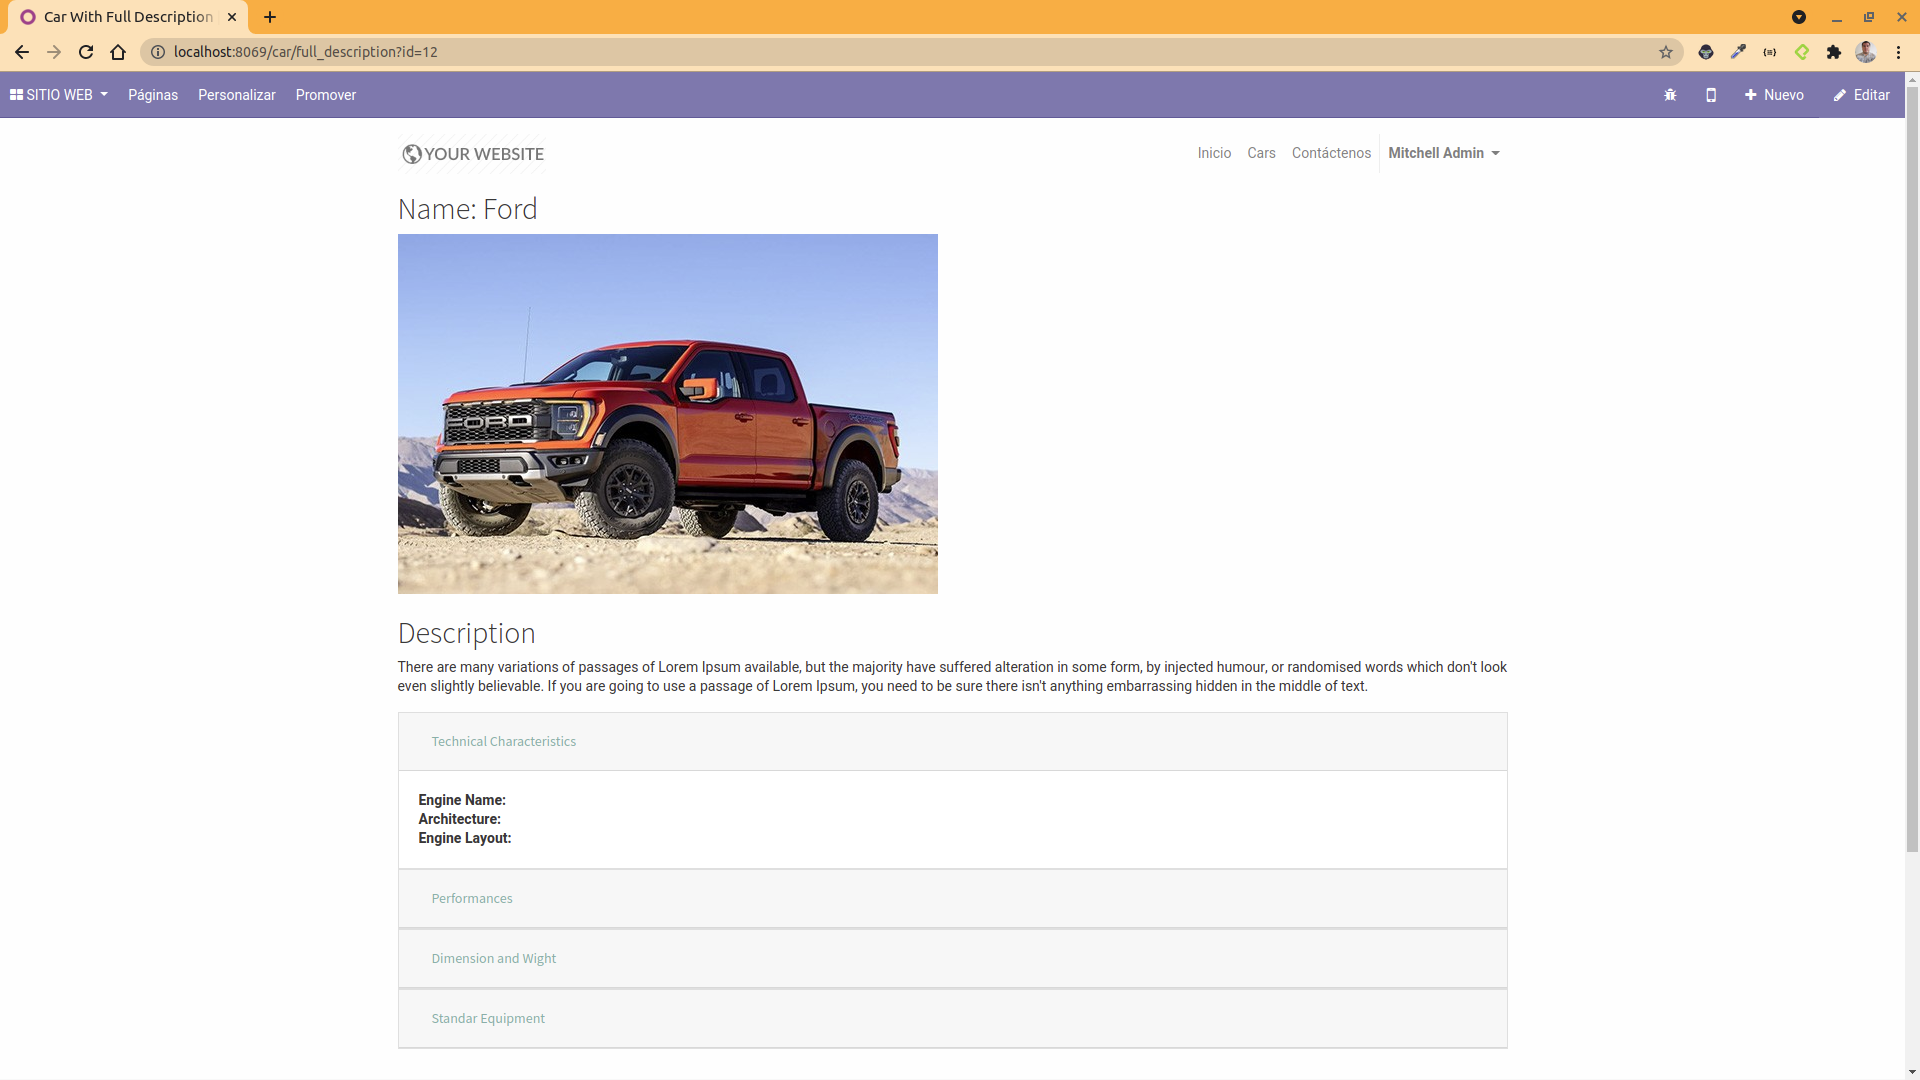 Car With Full Description
localhost:8069/car/full_description?id=12
SITIO WEB
Páginas
Personalizar
Promover
Nuevo
Editar
YOUR WEBSITE
Inicio
Cars
Contáctenos
Mitchell Admin
Name: Ford
FORD
Description
There are many variations of passages of Lorem Ipsum available, but the majority have suffered alteration in some form, by injected humour, or randomised words which don't look
even slightly believable. If you are going to use a passage of Lorem Ipsum, you need to be sure there isn't anything embarrassing hidden in the middle of text.
Technical Characteristics
Engine Name:
Architecture:
Engine Layout:
Performances
Dimension and Wight
Standar Equipment